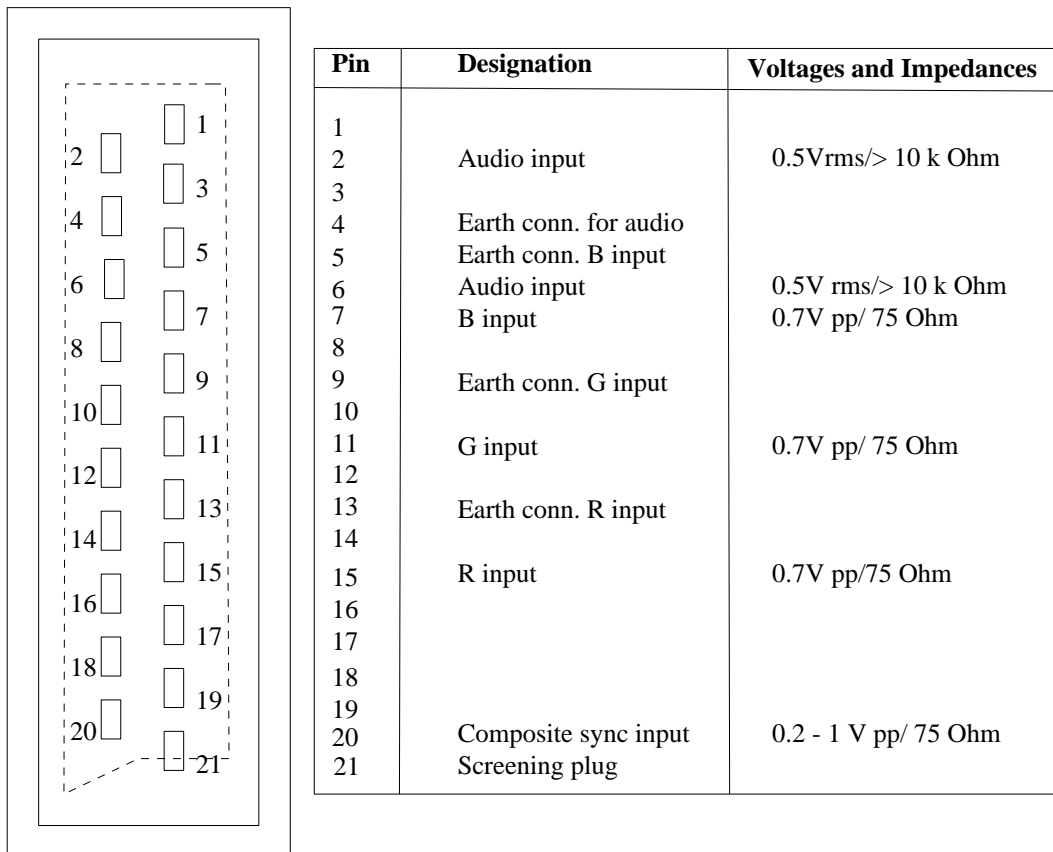 1
2
3
4
5
6
7
8
9
10
11
12
13
14
15
16
17
18
19
20
21
Pin Designation Voltages and Impedances
1
2 Audio input 0.5Vrms/> 10 k Ohm
3
4 Earth conn. for audio
5 Earth conn. B input
6 Audio input 0.5V rms/> 10 k Ohm
7 B input 0.7V pp/ 75 Ohm
8
9 Earth conn. G input
10
11 G input 0.7V pp/ 75 Ohm
12
13 Earth conn. R input
14
15 R input 0.7V pp/75 Ohm
16
17
18
19
20 Composite sync input 0.2 - 1 V pp/ 75 Ohm
21 Screening plug